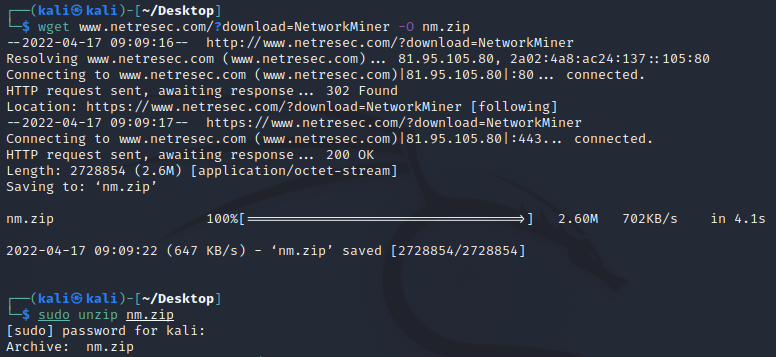 ┌──(kali㉿kali)-[~/Desktop]
└─$ wget www.netresec.com/?download=NetworkMiner -O nm.zip
--2022-04-17 09:09:16--  http://www.netresec.com/?download=NetworkMiner
Resolving www.netresec.com (www.netresec.com)... 81.95.105.80, 2a02:4a8:ac24:137::105:80
Connecting to www.netresec.com (www.netresec.com)|81.95.105.80|:80... connected.
HTTP request sent, awaiting response... 302 Found
Location: https://www.netresec.com/?download=NetworkMiner [following]
--2022-04-17 09:09:17--  https://www.netresec.com/?download=NetworkMiner
Connecting to www.netresec.com (www.netresec.com)|81.95.105.80|:443... connected.
HTTP request sent, awaiting response... 200 OK
Length: 2728854 (2.6M) [application/octet-stream]
Saving to: ‘nm.zip’
nm.zip                  100%[==================================>]   2.60M   702KB/s    in 4.1s
2022-04-17 09:09:22 (647 KB/s) - ‘nm.zip’ saved [2728854/2728854]
┌──(kali㉿kali)-[~/Desktop]
└─$ sudo unzip nm.zip
[sudo] password for kali:
Archive:  nm.zip